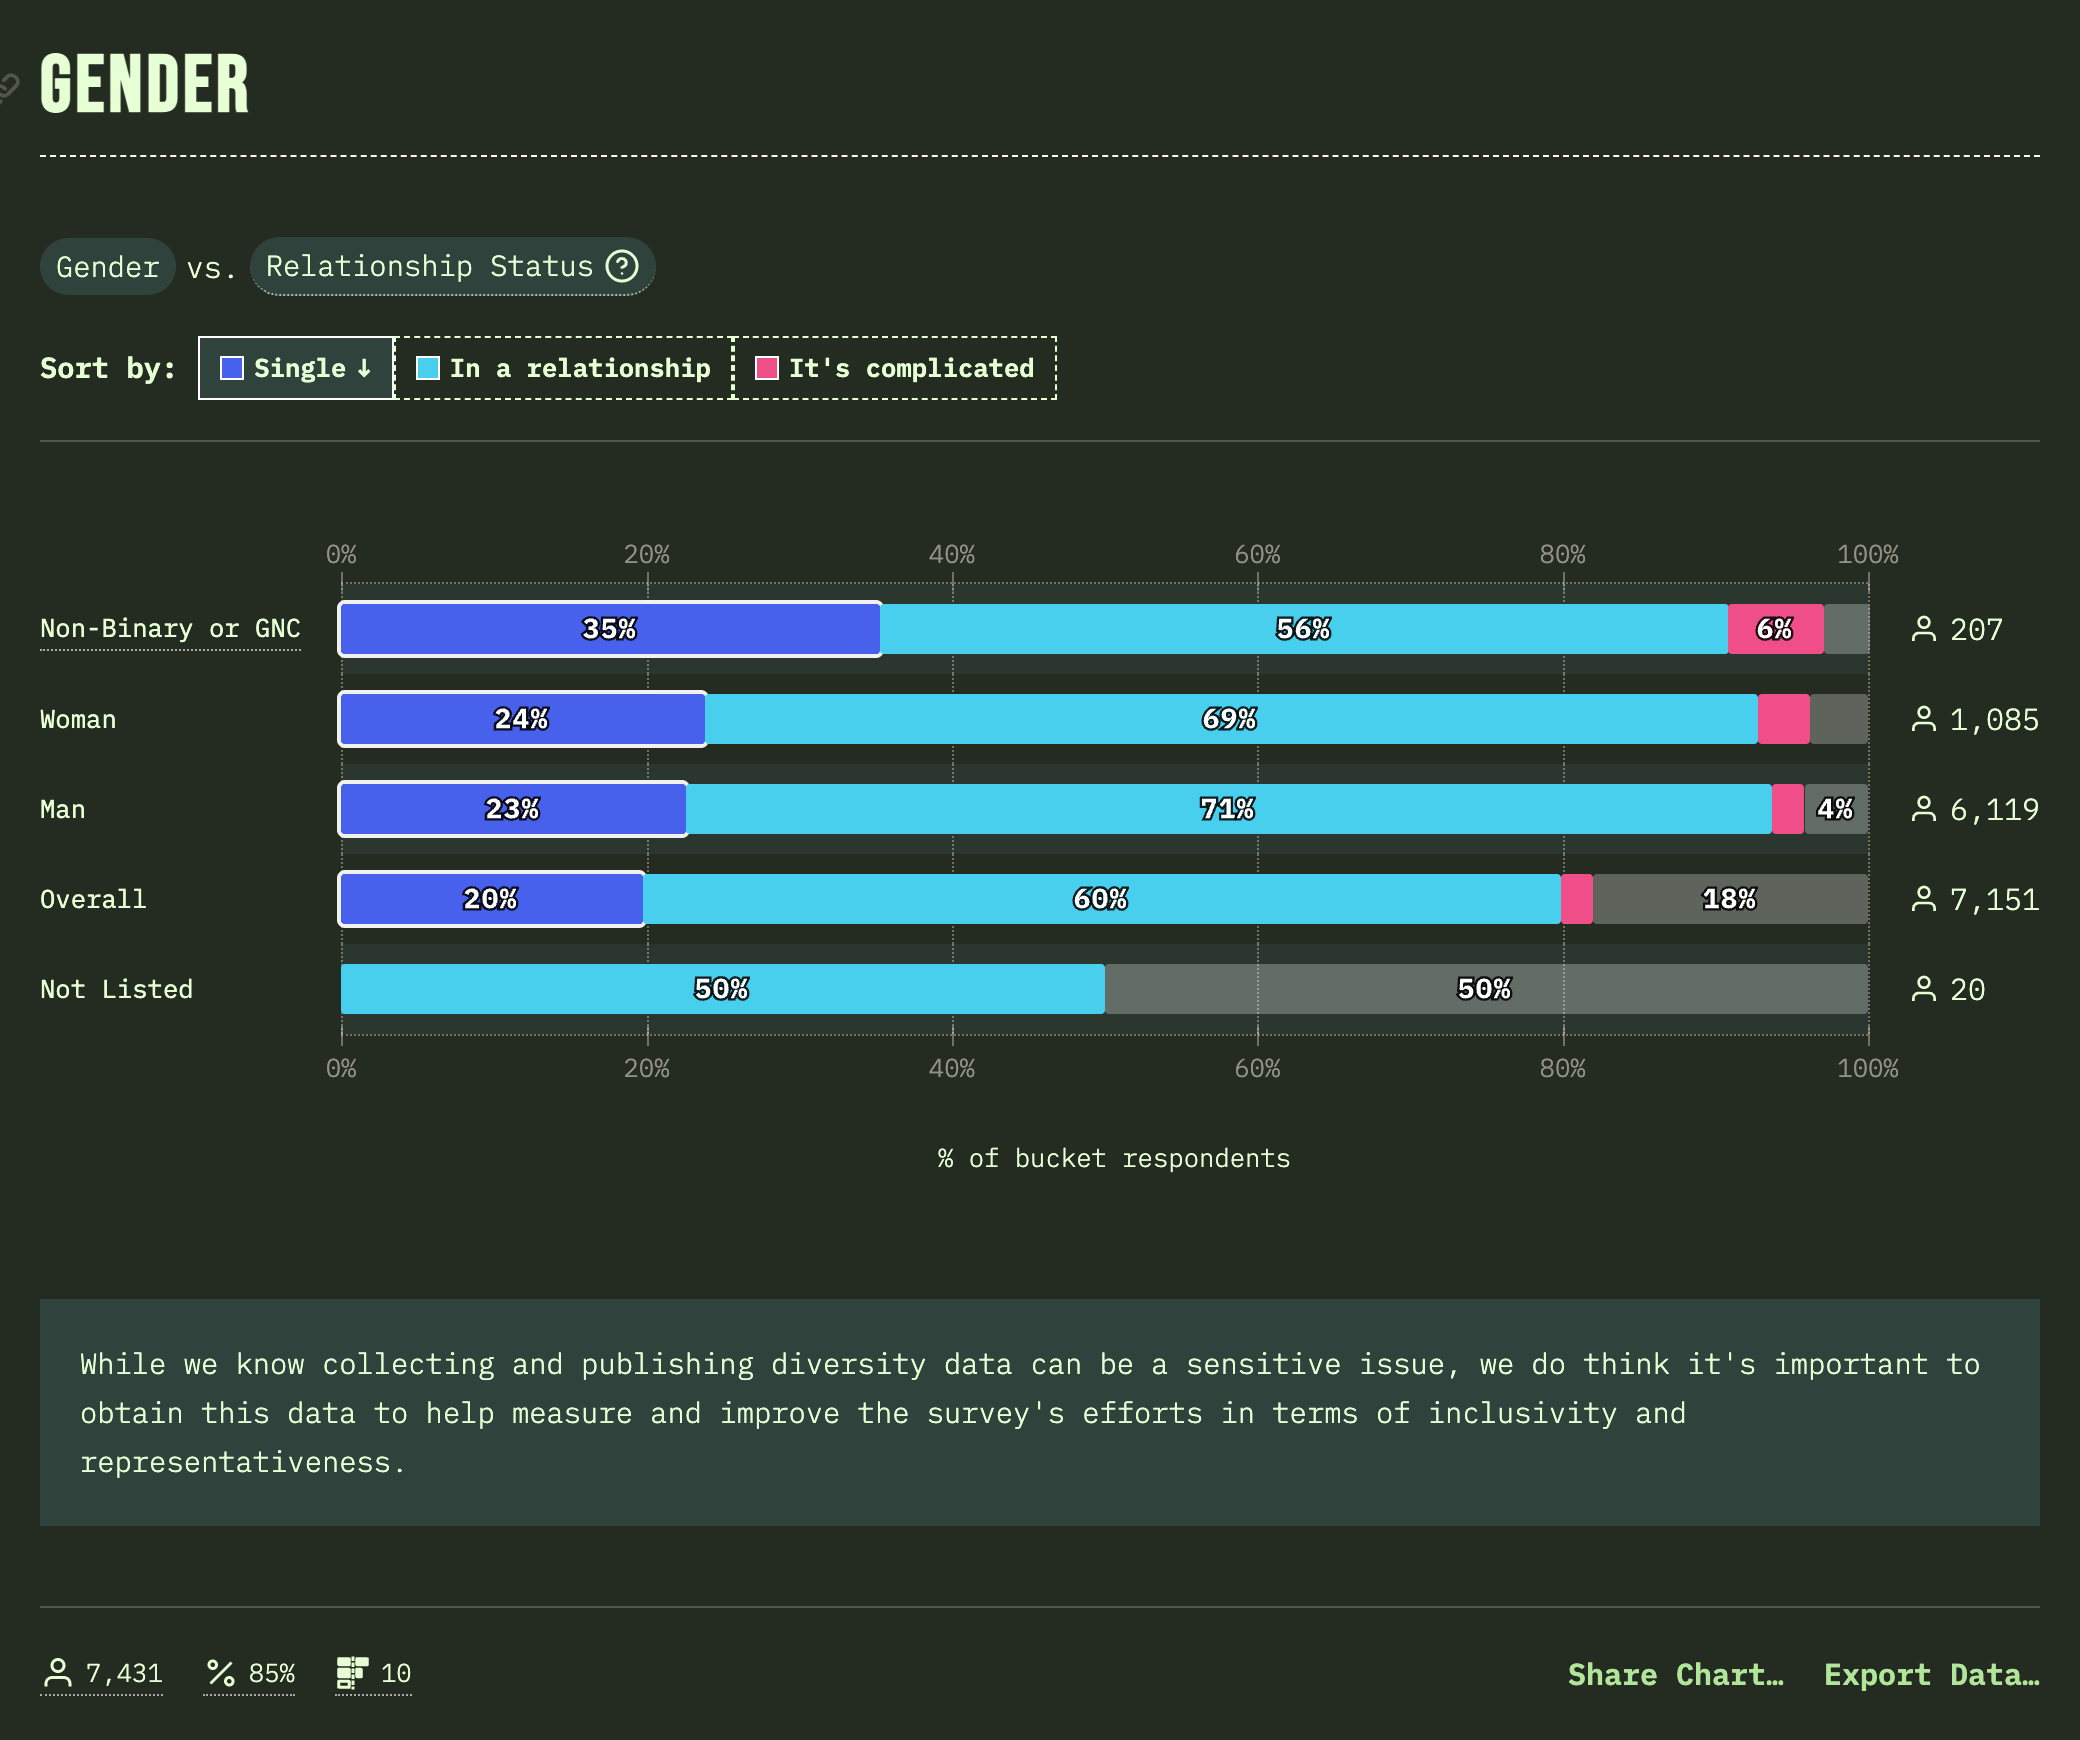 GENDER
Gender vs. Relationship Status
Sort by: Single ↓ In a relationship It's complicated
0% 20% 40% 60% 80% 100%
Non-Binary or GNC 35% 56% 6% 207
Woman 24% 69% 1,085
Man 23% 71% 4% 6,119
Overall 20% 60% 18% 7,151
Not Listed 50% 50% 20
0% 20% 40% 60% 80% 100%
% of bucket respondents
While we know collecting and publishing diversity data can be a sensitive issue, we do think it's important to
obtain this data to help measure and improve the survey's efforts in terms of inclusivity and
representativeness.
7,431 % 85% 10 Share Chart… Export Data…